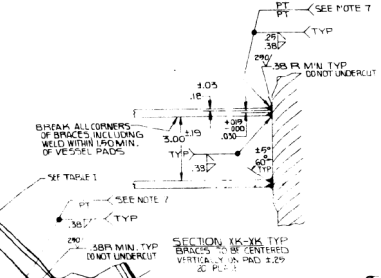 PT
PT
SEE NOTE 7
TYP
.25
.38
290
.38 R MIN TYP
DO NOT UNDERCUT
±.03
.18
+.019
-.000
.030
BREAK ALL CORNERS
OF BRACES, INCLUDING
WELD WITHIN 1.50 MIN.
OF VESSEL PADS
3.00
±.19
TYP
.38
±5°
60°
TYP
SEE TABLE 1
PT
SEE NOTE 7
.38
TYP
290
.38R MIN. TYP
DO NOT UNDERCUT
SECTION XK-XK TYP
BRACES TO BE CENTERED
VERTICALLY ON PAD ±.25